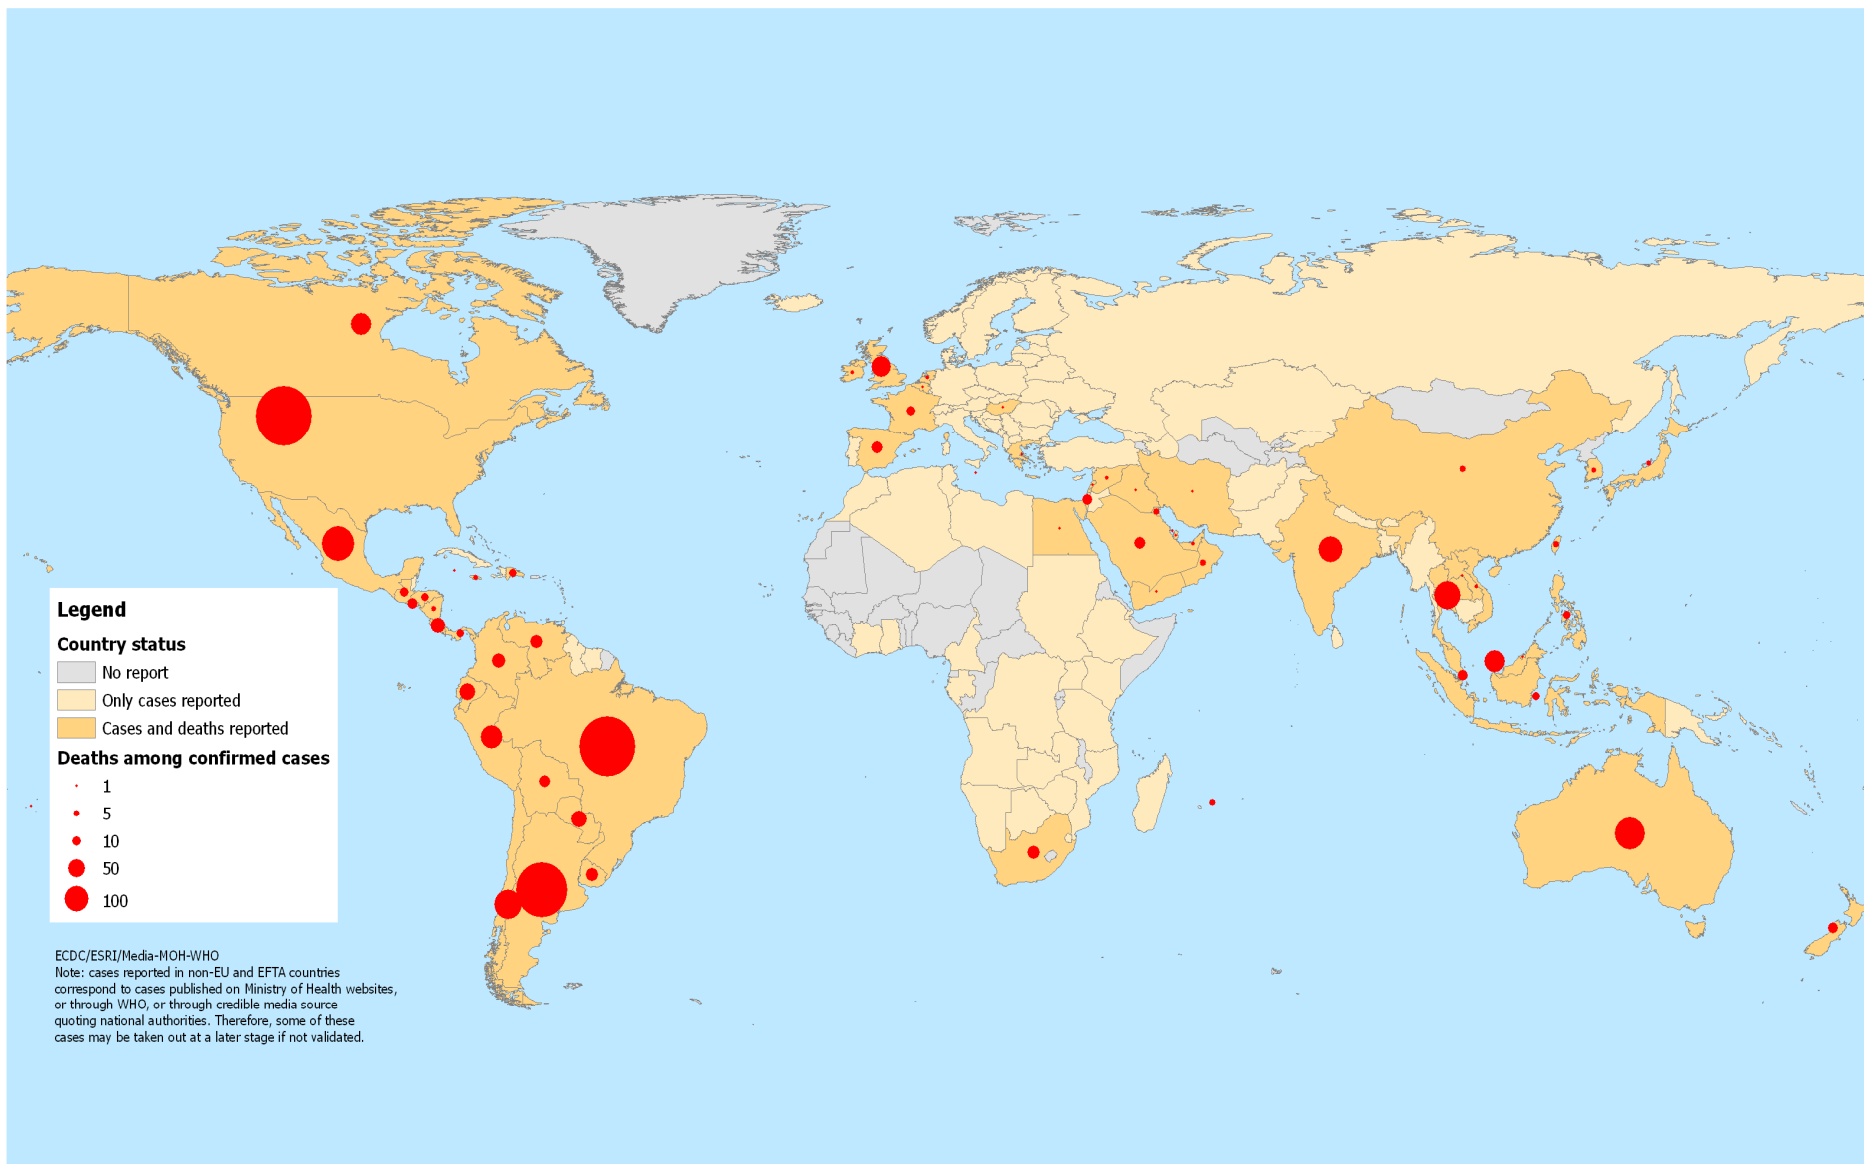 Legend
Country status
No report
Only cases reported
Cases and deaths reported
Deaths among confirmed cases
1
5
10
50
100
ECDC/ESRI/Media-MOH-WHO
Note: cases reported in non-EU and EFTA countries
correspond to cases published on Ministry of Health websites,
or through WHO, or through credible media source
quoting national authorities. Therefore, some of these
cases may be taken out at a later stage if not validated.